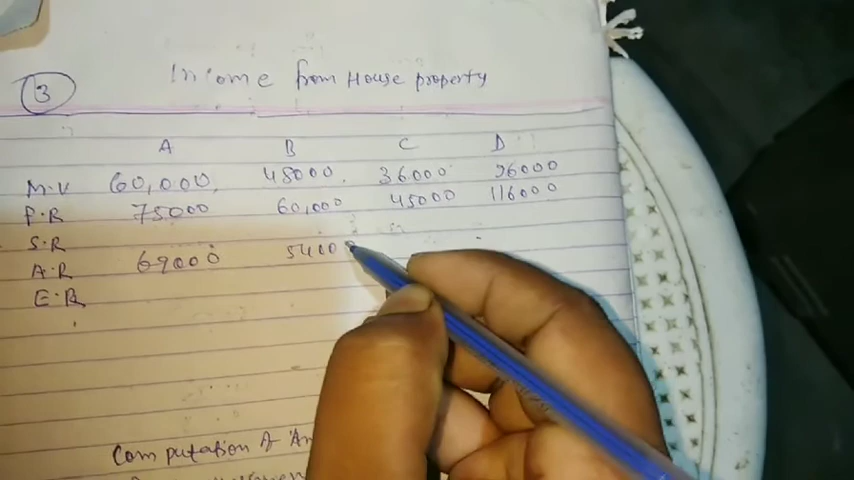 3
Income from House property
A B C D
M.V 60,000, 48000. 36000 96000
P.R 75000 60,000 45000 116000
S.R
A.R 69000 54000
E.R
Computation of An